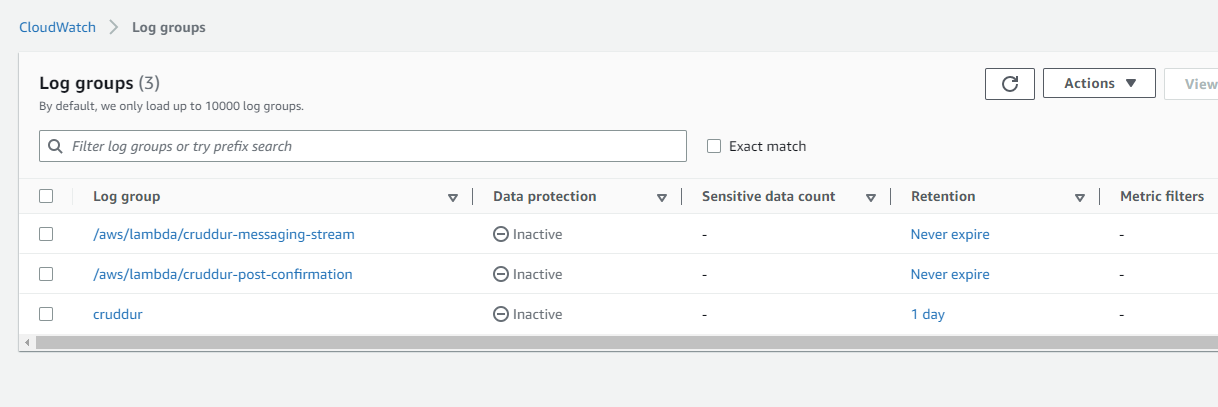 CloudWatch > Log groups
Log groups (3)
By default, we only load up to 10000 log groups.
Actions ▼ View
Filter log groups or try prefix search
Exact match
Log group Data protection Sensitive data count Retention Metric filters
/aws/lambda/cruddur-messaging-stream Inactive - Never expire -
/aws/lambda/cruddur-post-confirmation Inactive - Never expire -
cruddur Inactive - 1 day -